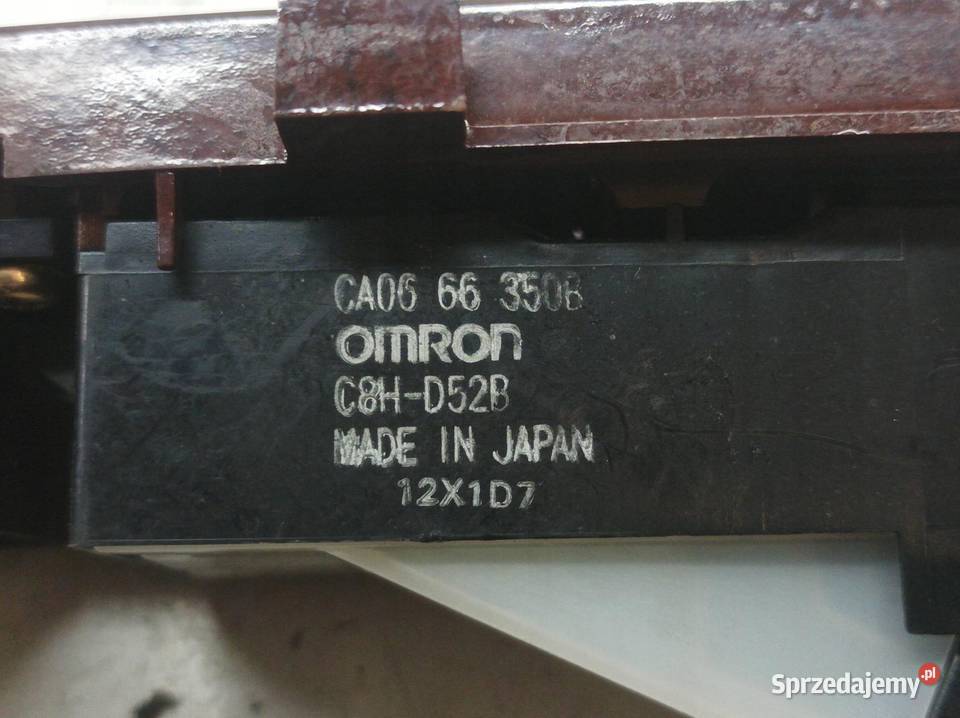 CA06 66 350B
OMRON
C8H-D52B
MADE IN JAPAN
12X1D7
Sprzedajemy.pl